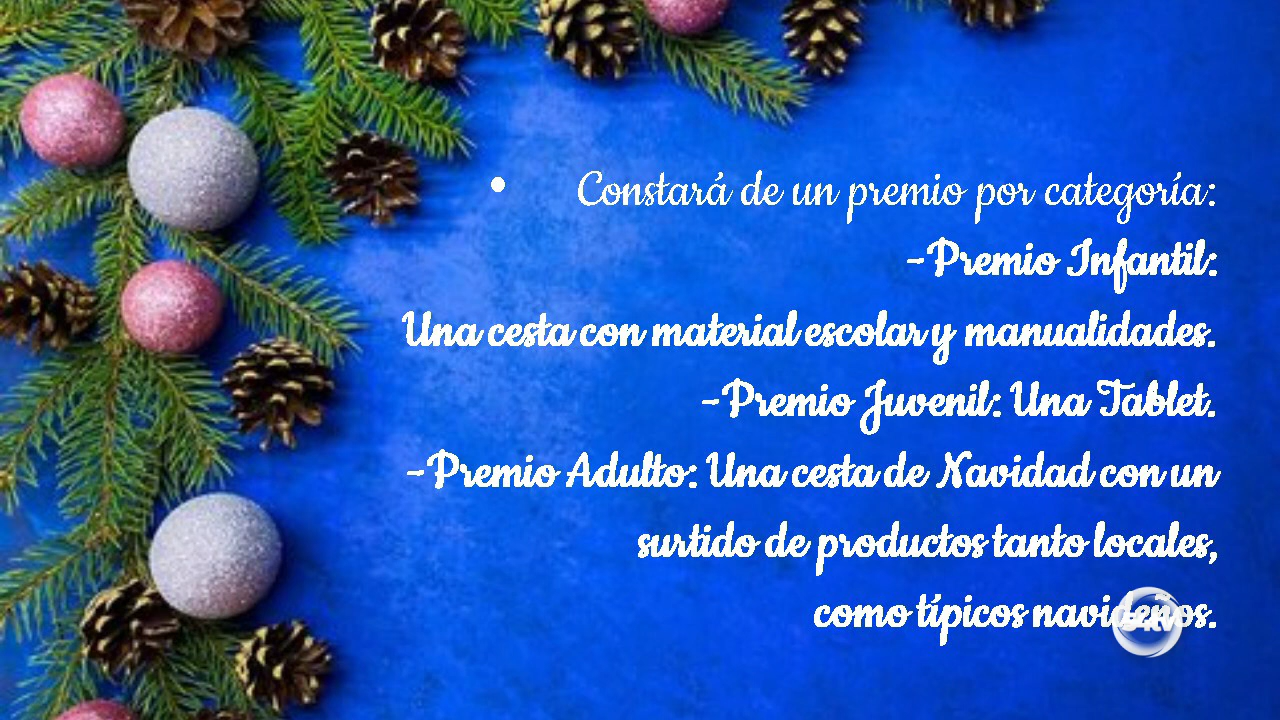 • Constará de un premio por categoría:
-Premio Infantil:
Una cesta con material escolar y manualidades.
-Premio Juvenil: Una Tablet.
-Premio Adulto: Una cesta de Navidad con un
surtido de productos tanto locales,
como típicos navideños.